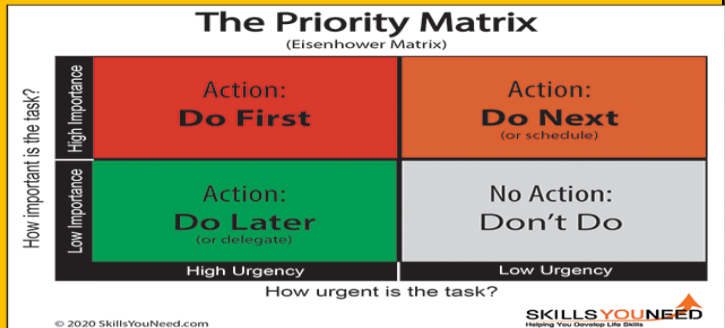 The Priority Matrix
(Eisenhower Matrix)
How important is the task?
High Importance
Action:
Do First
Action:
Do Next
(or schedule)
Low Importance
Action:
Do Later
(or delegate)
No Action:
Don't Do
High Urgency
Low Urgency
How urgent is the task?
© 2020 SkillsYouNeed.com
SKILLSYOUNEED
Helping You Develop Life Skills